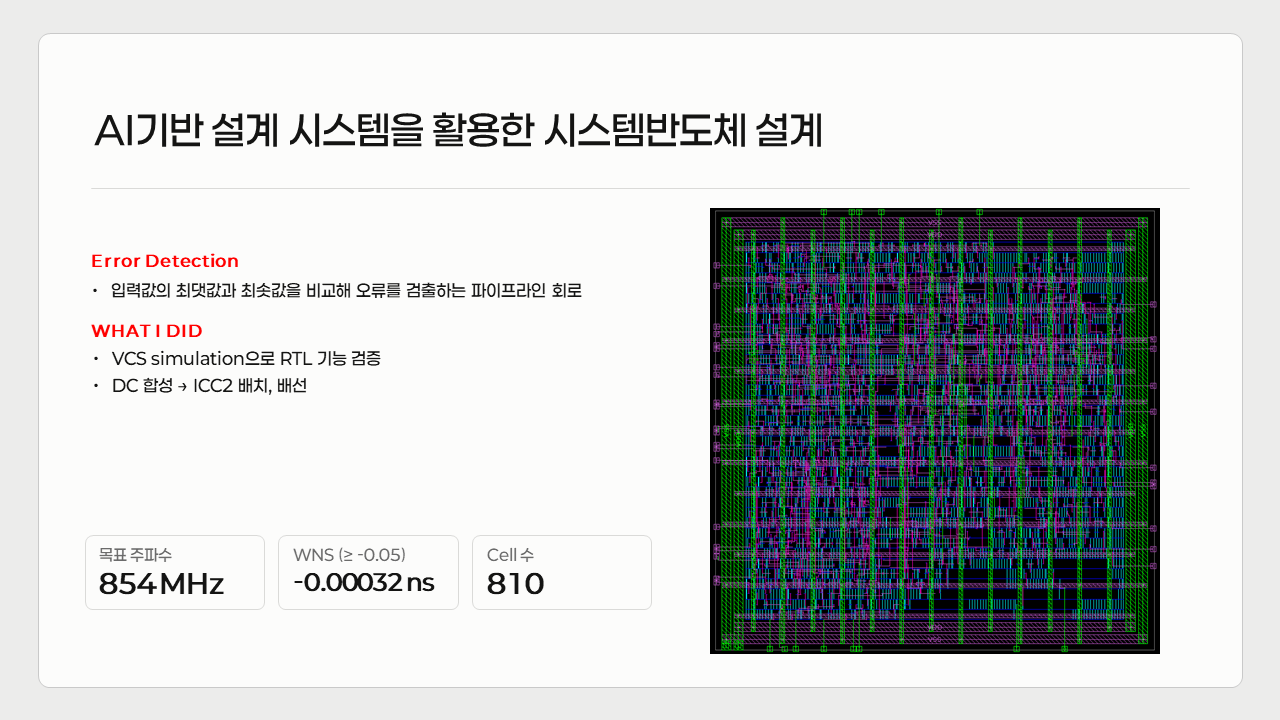 AI기반 설계 시스템을 활용한 시스템반도체 설계
Error Detection
• 입력값의 최댓값과 최솟값을 비교해 오류를 검출하는 파이프라인 회로
WHAT I DID
• VCS simulation으로 RTL 기능 검증
• DC 합성 → ICC2 배치, 배선
목표 주파수
854MHz
WNS (≥ -0.05)
-0.00032 ns
Cell 수
810